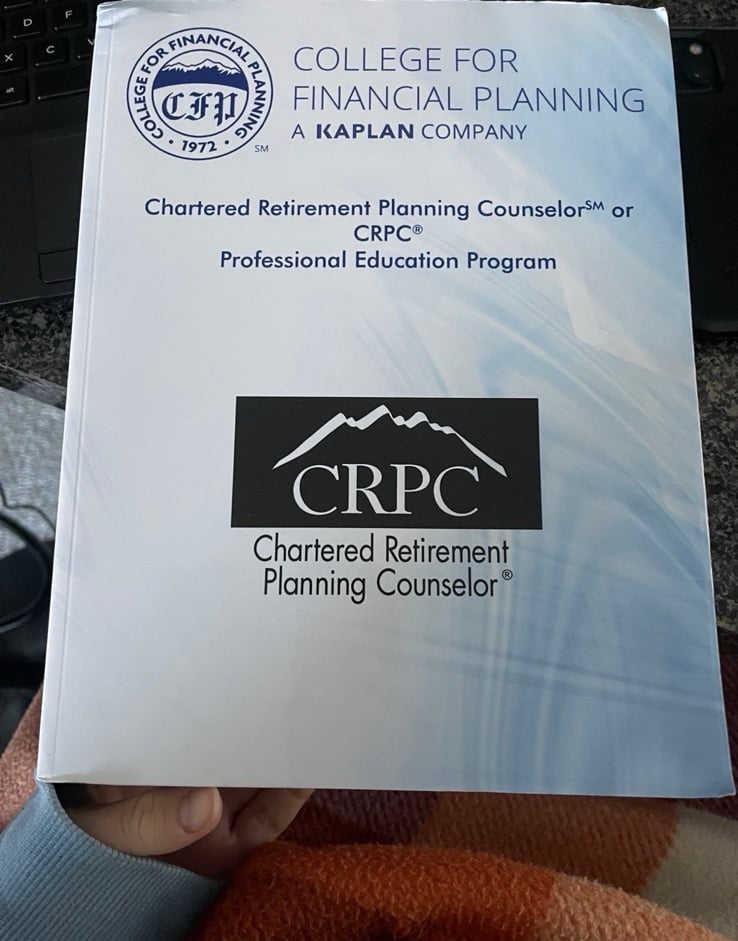 COLLEGE FOR FINANCIAL PLANNING
CFP
• 1972 •
SM
COLLEGE FOR
FINANCIAL PLANNING
A KAPLAN COMPANY
Chartered Retirement Planning Counselor℠ or
CRPC®
Professional Education Program
CRPC
Chartered Retirement
Planning Counselor®
D
F
X
C